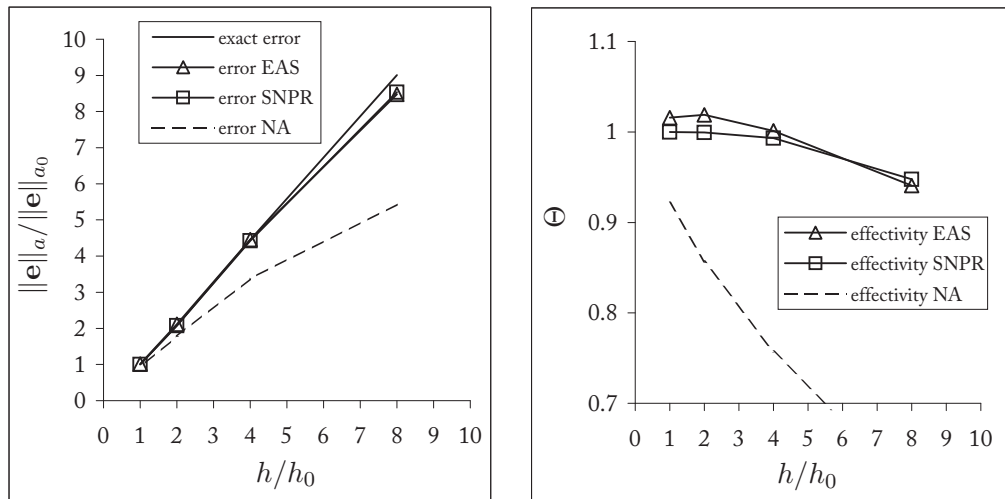 10
9
8
7
6
5
4
3
2
1
0
‖e‖a/‖e‖a0
exact error
error EAS
error SNPR
error NA
0 1 2 3 4 5 6 7 8 9 10
h/h0
1.1
1
0.9
0.8
0.7
Θ
effectivity EAS
effectivity SNPR
effectivity NA
0 1 2 3 4 5 6 7 8 9 10
h/h0